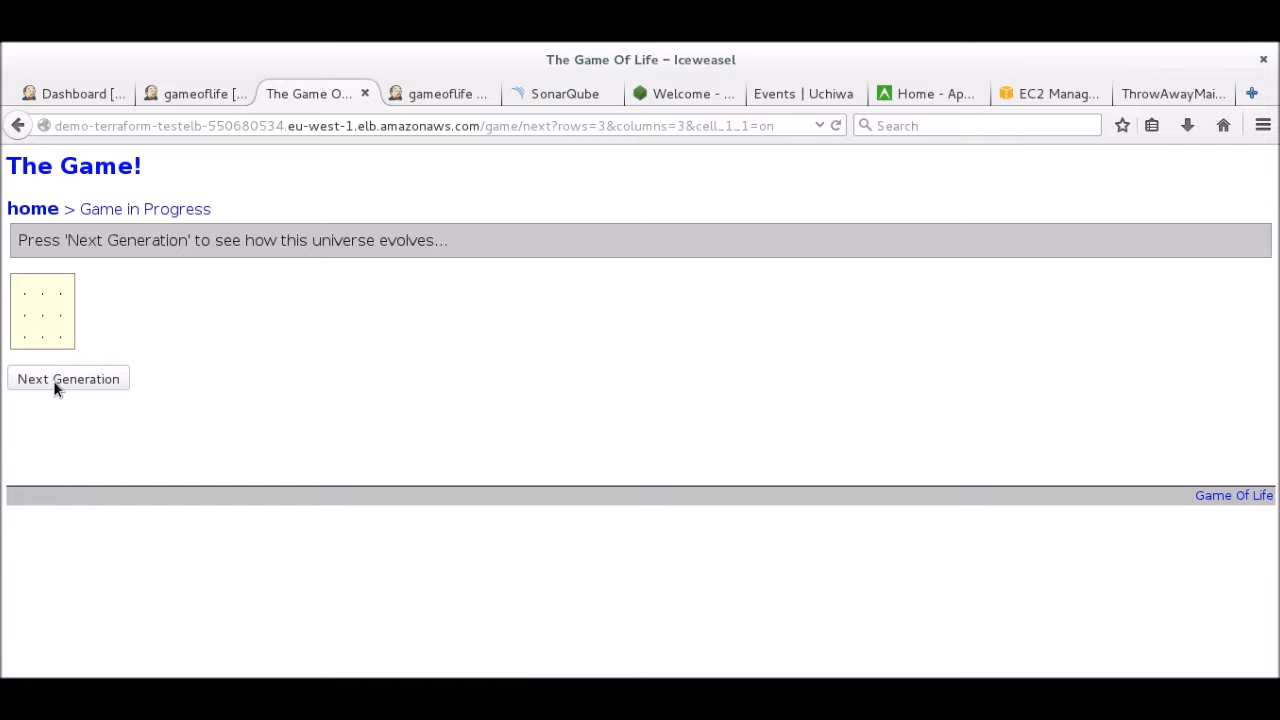 The Game Of Life – Iceweasel
Dashboard [... gameoflife [... The Game O... gameoflife ... SonarQube Welcome - ... Events | Uchiwa Home - Ap... EC2 Manag... ThrowAwayMai...
demo-terraform-testelb-550680534.eu-west-1.elb.amazonaws.com/game/next?rows=3&columns=3&cell_1_1=on Search
The Game!
home > Game in Progress
Press 'Next Generation' to see how this universe evolves...
. . .
. . .
. . .
Next Generation
Game Of Life